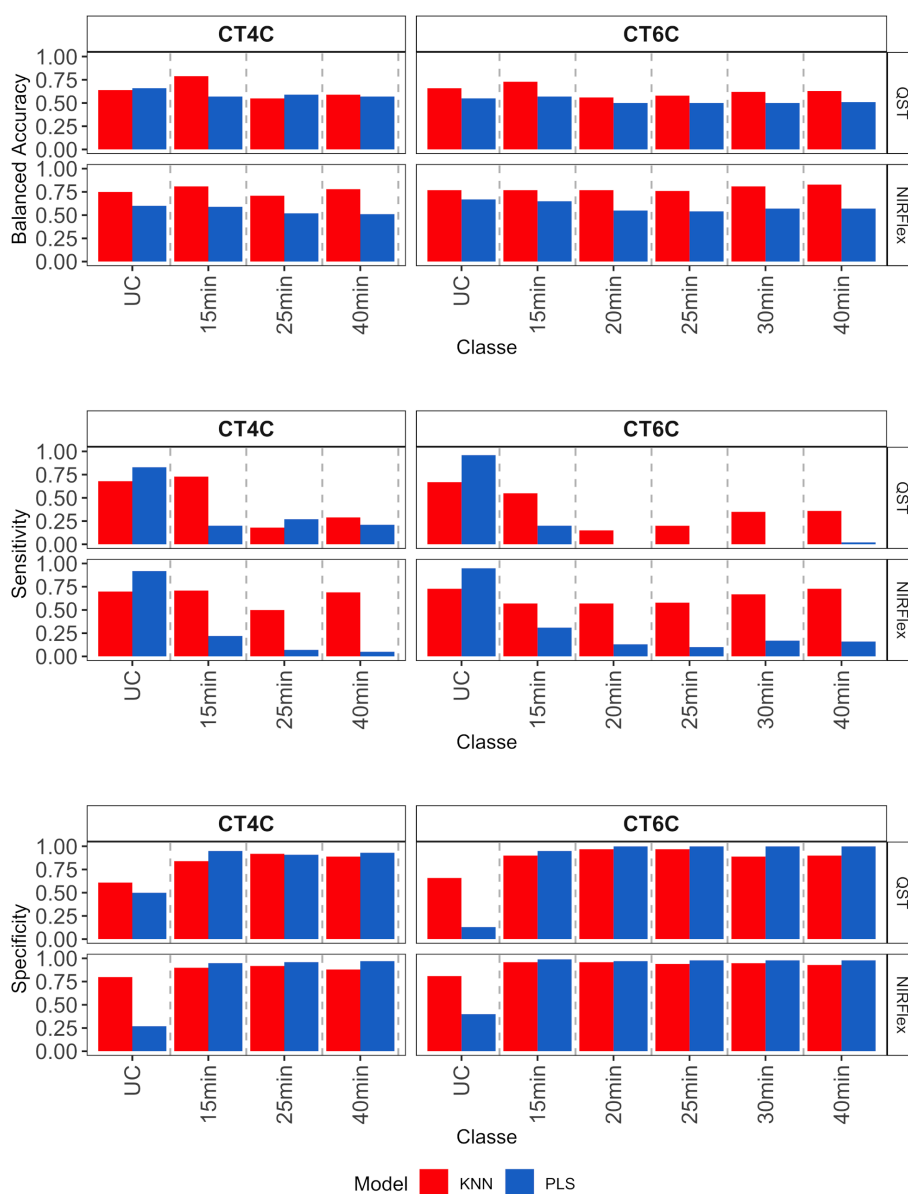 CT4C CT6C
Balanced Accuracy
1.00
0.75
0.50
0.25
0.00
QST
1.00
0.75
0.50
0.25
0.00
NIRFlex
UC 15min 25min 40min UC 15min 20min 25min 30min 40min
Classe
CT4C CT6C
Sensitivity
1.00
0.75
0.50
0.25
0.00
QST
1.00
0.75
0.50
0.25
0.00
NIRFlex
UC 15min 25min 40min UC 15min 20min 25min 30min 40min
Classe
CT4C CT6C
Specificity
1.00
0.75
0.50
0.25
0.00
QST
1.00
0.75
0.50
0.25
0.00
NIRFlex
UC 15min 25min 40min UC 15min 20min 25min 30min 40min
Classe
Model KNN PLS